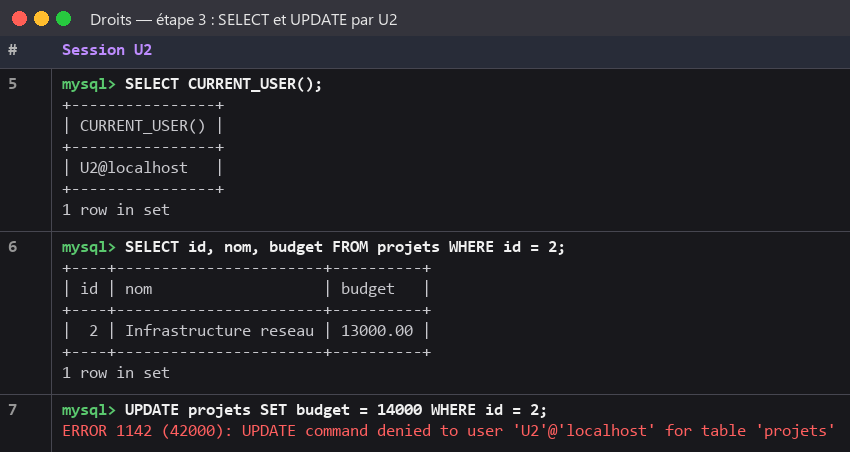 Droits — étape 3 : SELECT et UPDATE par U2
# Session U2
5 mysql> SELECT CURRENT_USER();
+----------------+
| CURRENT_USER() |
+----------------+
| U2@localhost   |
+----------------+
1 row in set
6 mysql> SELECT id, nom, budget FROM projets WHERE id = 2;
+----+-----------------------+----------+
| id | nom                   | budget   |
+----+-----------------------+----------+
|  2 | Infrastructure reseau | 13000.00 |
+----+-----------------------+----------+
1 row in set
7 mysql> UPDATE projets SET budget = 14000 WHERE id = 2;
ERROR 1142 (42000): UPDATE command denied to user 'U2'@'localhost' for table 'projets'